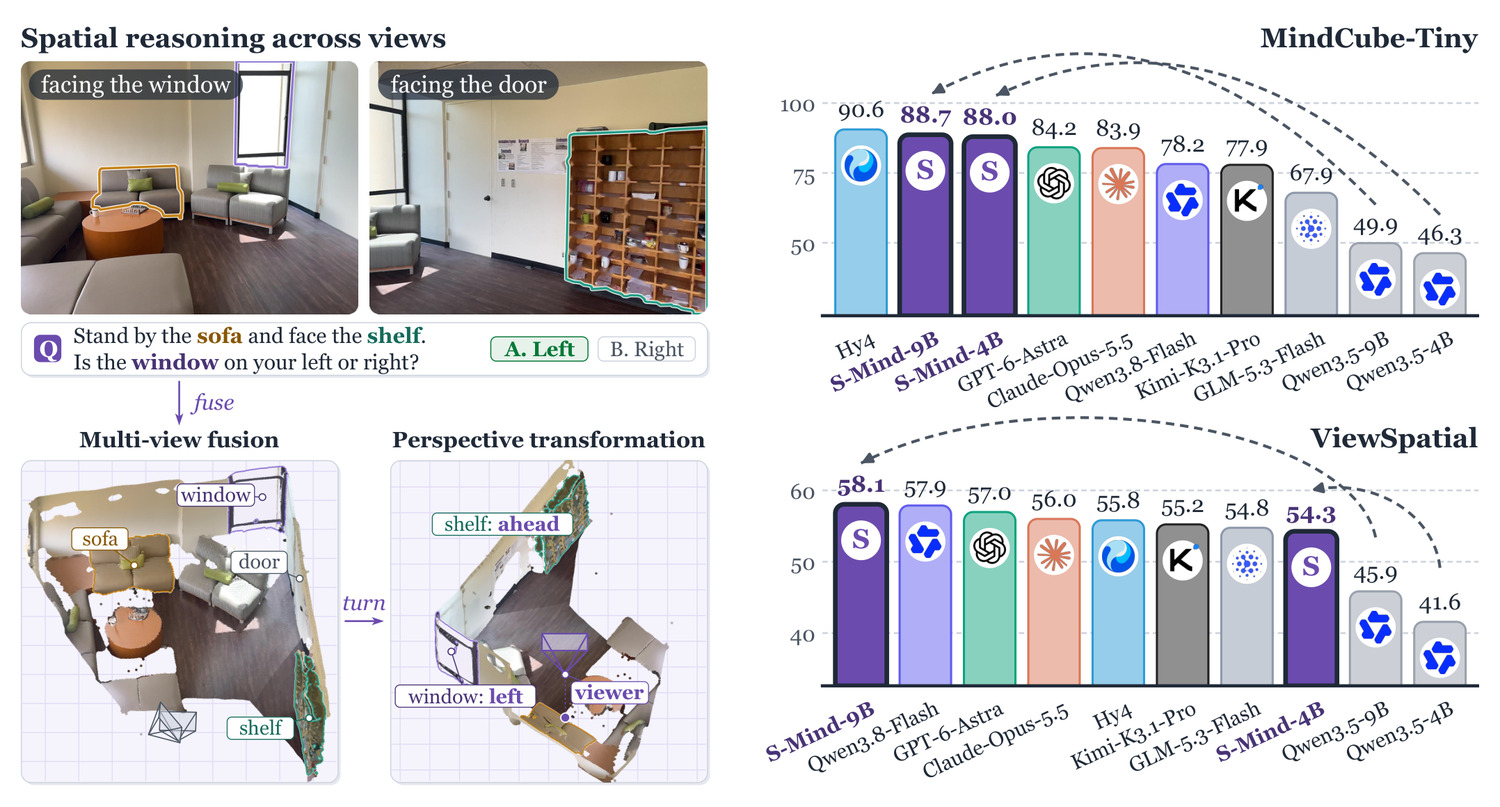 Spatial reasoning across views
facing the window
facing the door
Q
Stand by the sofa and face the shelf.
Is the window on your left or right?
A. Left
B. Right
fuse
Multi-view fusion
window
sofa
door
shelf
turn
Perspective transformation
shelf: ahead
window: left
viewer
MindCube-Tiny
100
75
50
90.6
88.7
88.0
84.2
83.9
78.2
77.9
67.9
49.9
46.3
S
S
Hy4
S-Mind-9B
S-Mind-4B
GPT-6-Astra
Claude-Opus-5.5
Qwen3.8-Flash
Kimi-K3.1-Pro
GLM-5.3-Flash
Qwen3.5-9B
Qwen3.5-4B
ViewSpatial
60
50
40
58.1
57.9
57.0
56.0
55.8
55.2
54.8
54.3
45.9
41.6
S
K
S
S-Mind-9B
Qwen3.8-Flash
GPT-6-Astra
Claude-Opus-5.5
Hy4
Kimi-K3.1-Pro
GLM-5.3-Flash
S-Mind-4B
Qwen3.5-9B
Qwen3.5-4B